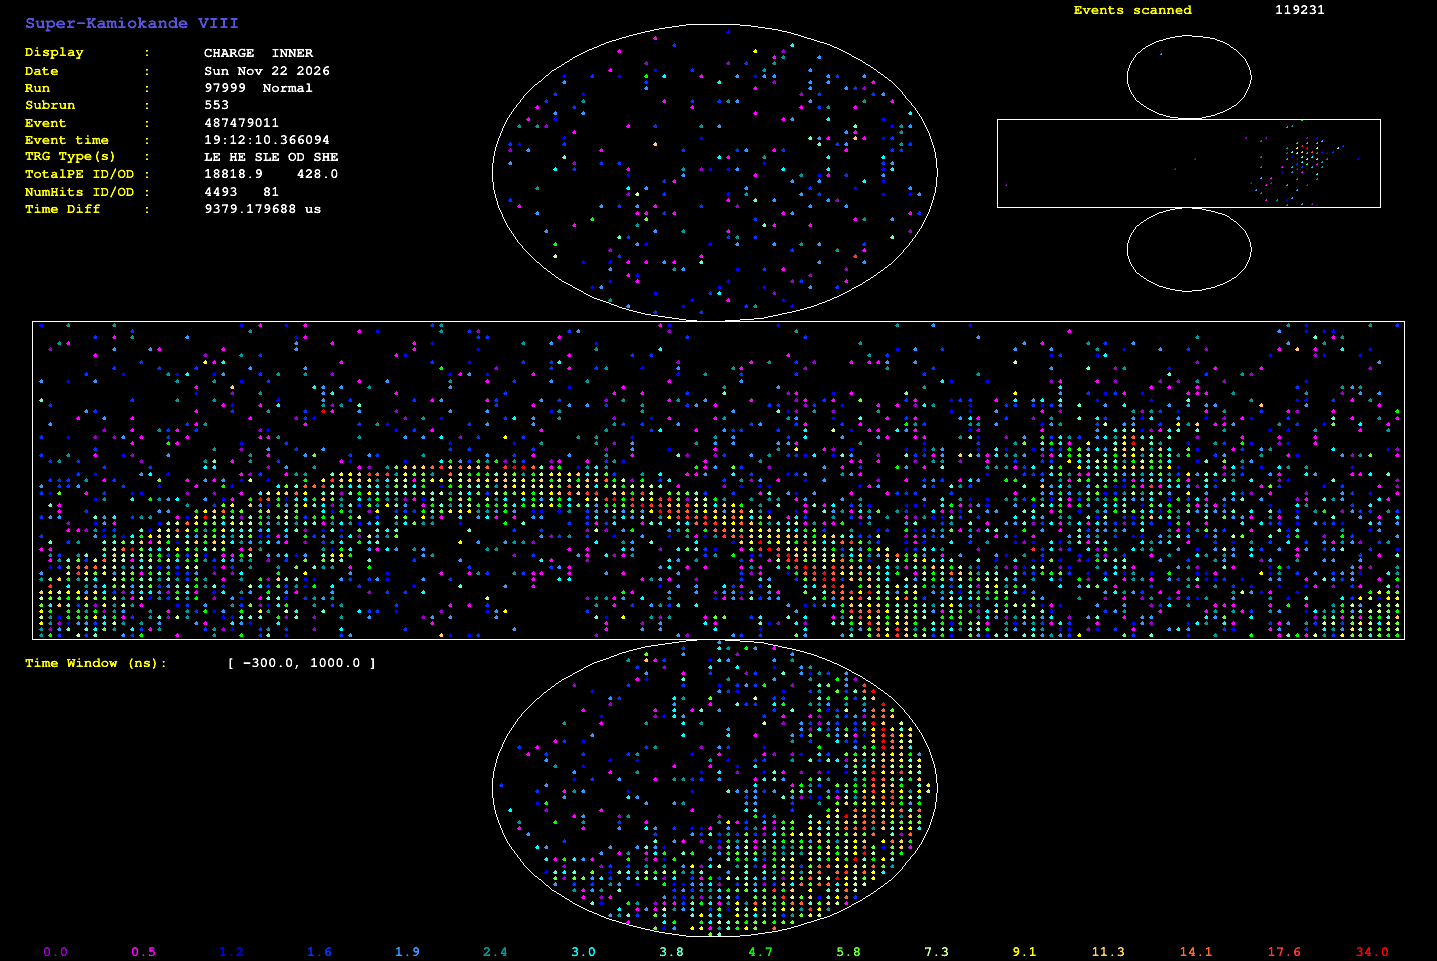 Super-Kamiokande VIII
Events scanned 119231
Display : CHARGE INNER
Date : Sun Nov 22 2026
Run : 97999 Normal
Subrun : 553
Event : 487479011
Event time : 19:12:10.366094
TRG Type(s) : LE HE SLE OD SHE
TotalPE ID/OD : 18818.9 428.0
NumHits ID/OD : 4493 81
Time Diff : 9379.179688 us
Time Window (ns): [ -300.0, 1000.0 ]
0.0 0.5 1.2 1.6 1.9 2.4 3.0 3.8 4.7 5.8 7.3 9.1 11.3 14.1 17.6 34.0